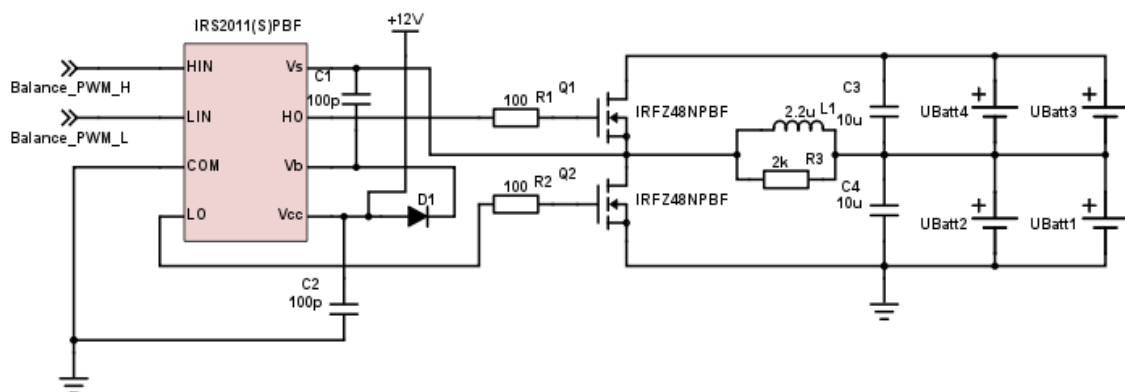 IRS2011(S)PBF
+12V
HIN
Vs
Balance_PWM_H
C1
100p
LIN
HO
Balance_PWM_L
100 R1
Q1
IRFZ48NPBF
COM
Vb
LO
Vcc
D1
100 R2
Q2
IRFZ48NPBF
2.2u L1
2k R3
C3
10u
C4
10u
UBatt4
UBatt3
UBatt2
UBatt1
+
+
+
+
C2
100p